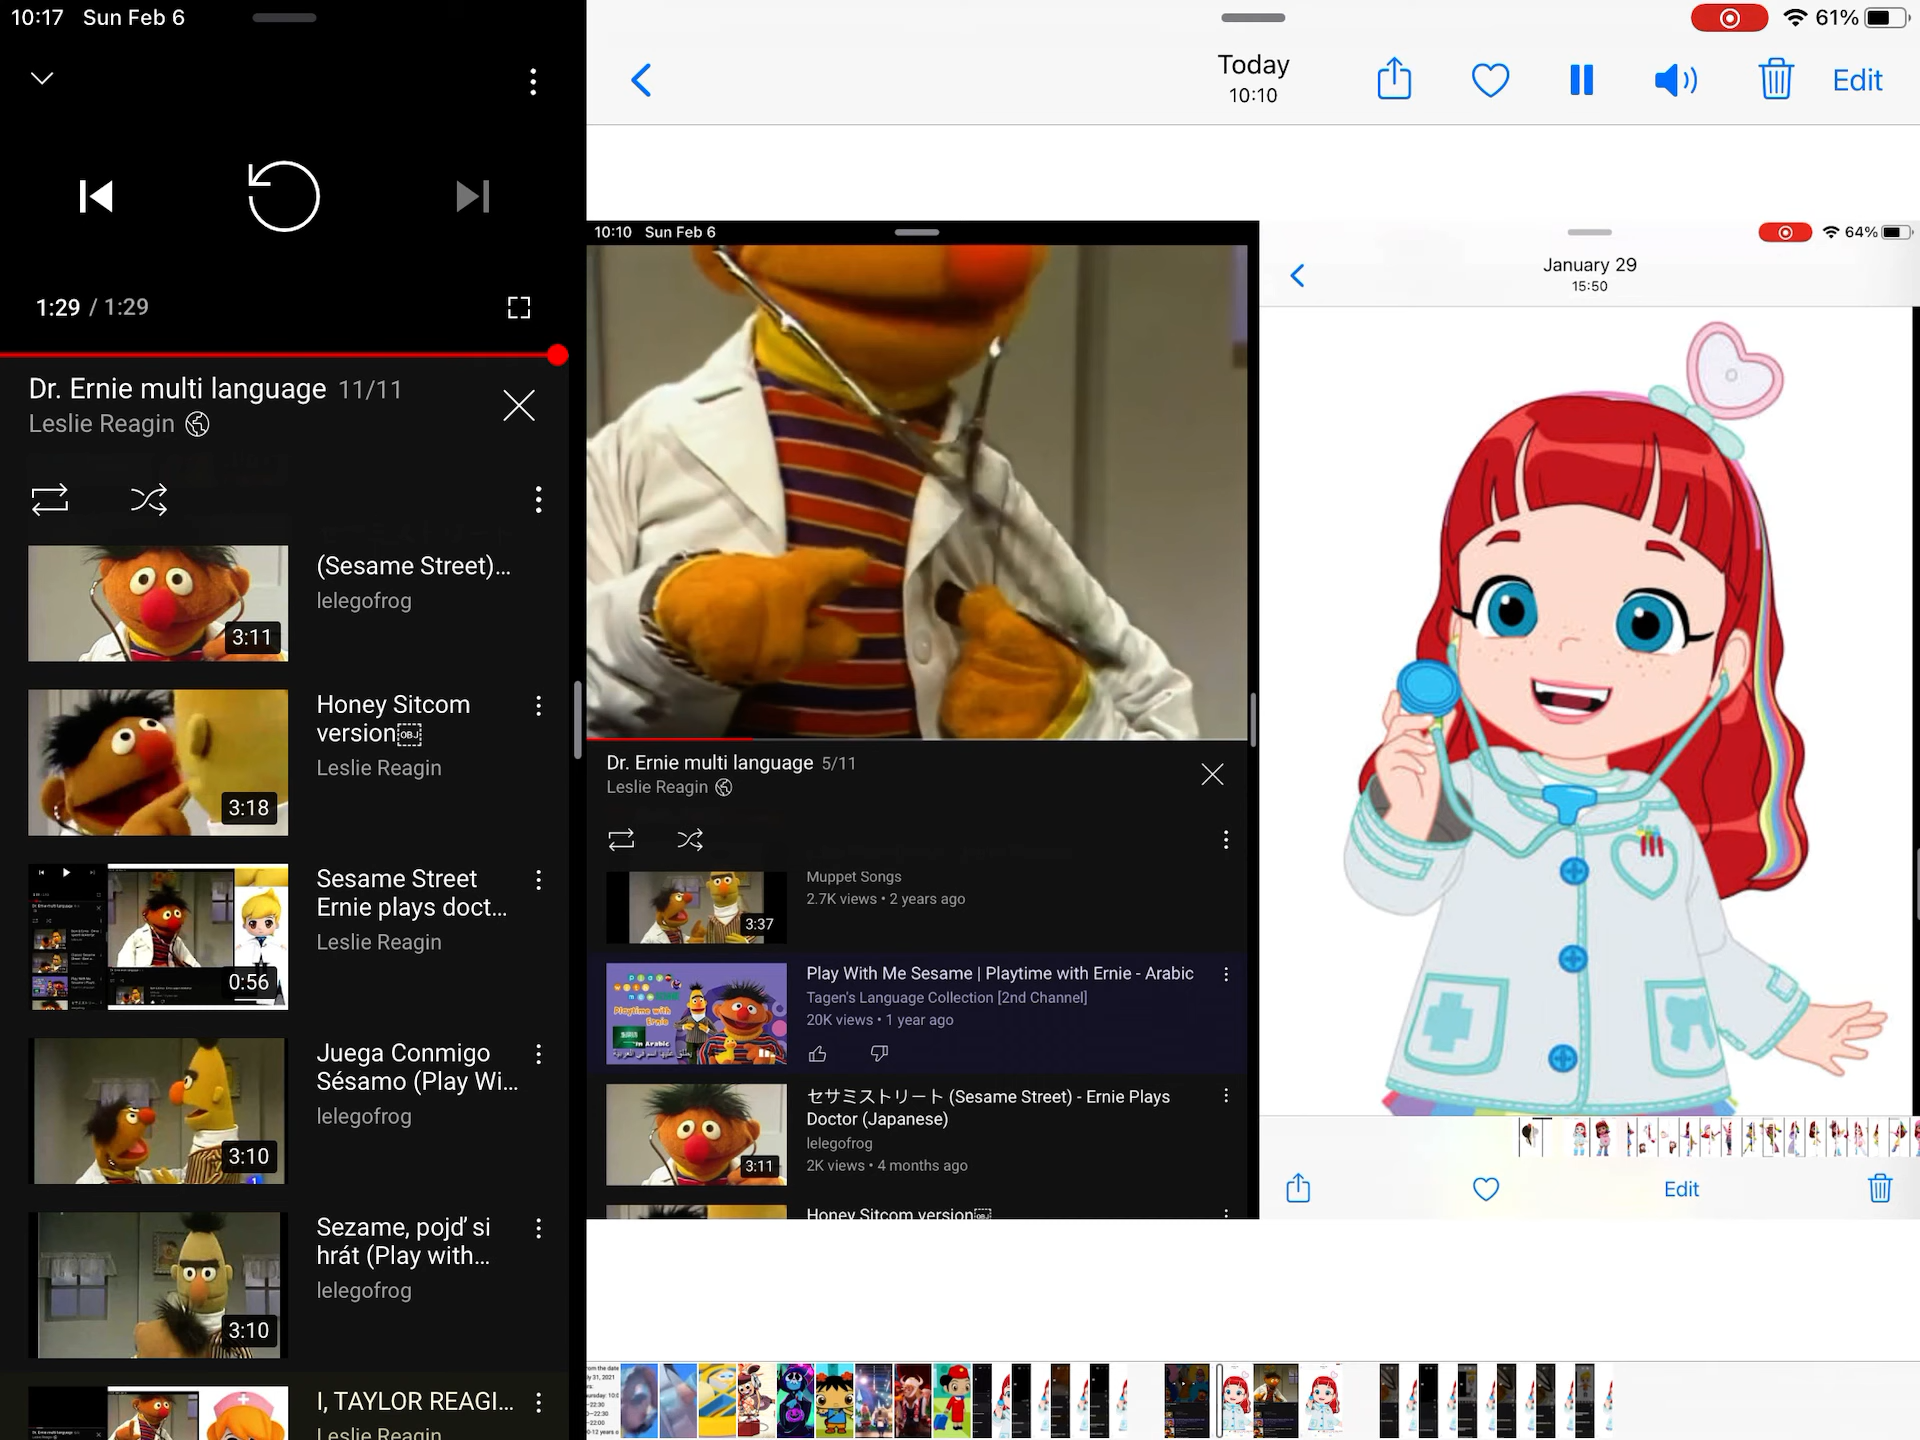 10:17 Sun Feb 6
1:29 / 1:29
Dr. Ernie multi language 11/11
Leslie Reagin
(Sesame Street)...
lelegofrog
3:11
Honey Sitcom
version
OBJ
Leslie Reagin
3:18
Sesame Street
Ernie plays doct...
Leslie Reagin
0:56
Juega Conmigo
Sésamo (Play Wi...
lelegofrog
3:10
Sezame, pojď si
hrát (Play with...
lelegofrog
3:10
I, TAYLOR REAGI...
Leslie Reagin
61%
Today
10:10
Edit
10:10 Sun Feb 6
Dr. Ernie multi language 5/11
Leslie Reagin
Muppet Songs
2.7K views • 2 years ago
3:37
Play With Me Sesame | Playtime with Ernie - Arabic
Tagen's Language Collection [2nd Channel]
20K views • 1 year ago
Playtime with
Ernie
in Arabic
セサミストリート (Sesame Street) - Ernie Plays
Doctor (Japanese)
lelegofrog
2K views • 4 months ago
3:11
Honey Sitcom version
64%
January 29
15:50
Edit